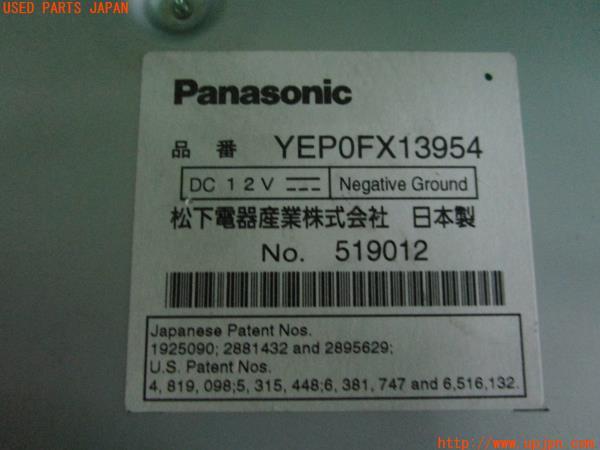 USED PARTS JAPAN
Panasonic
品番 YEP0FX13954
DC 12V Negative Ground
松下電器産業株式会社 日本製
No. 519012
Japanese Patent Nos.
1925090; 2881432 and 2895629;
U.S. Patent Nos.
4, 819, 098;5, 315, 448;6, 381, 747 and 6,516,132.
http://www.upjpn.com